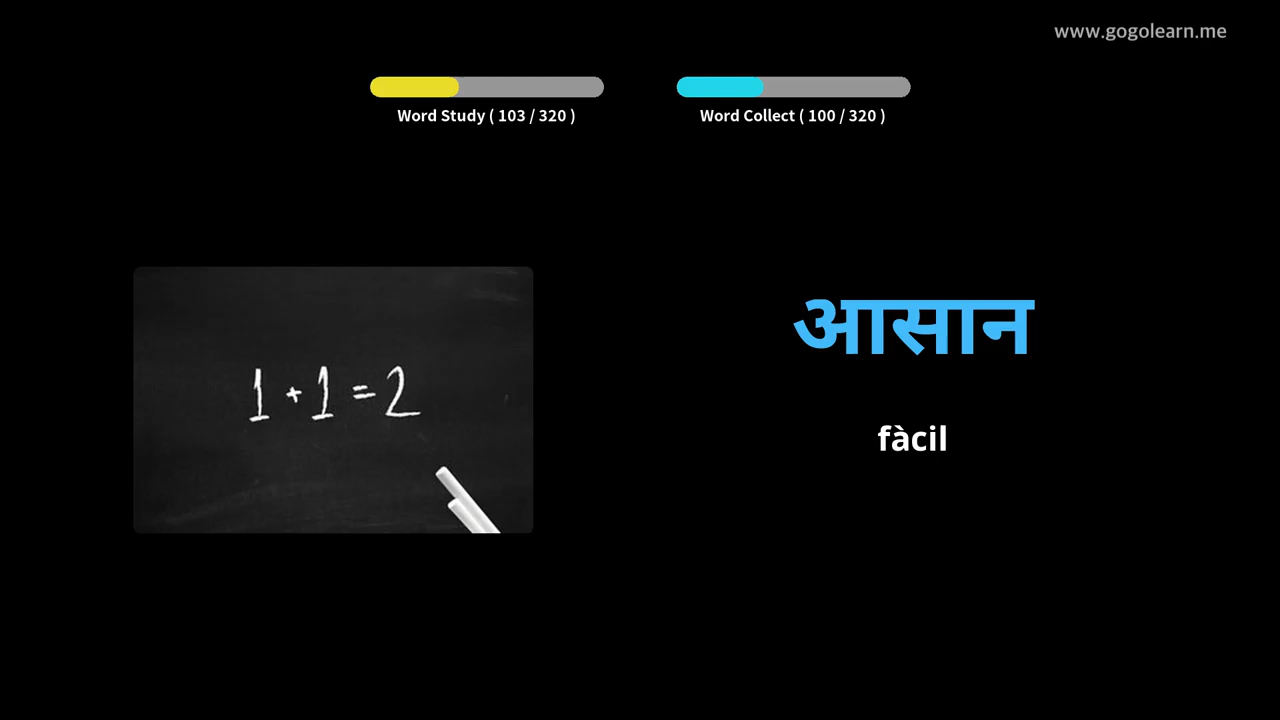 www.gogolearn.me
Word Study ( 103 / 320 )
Word Collect ( 100 / 320 )
1 + 1 = 2
आसान
fàcil